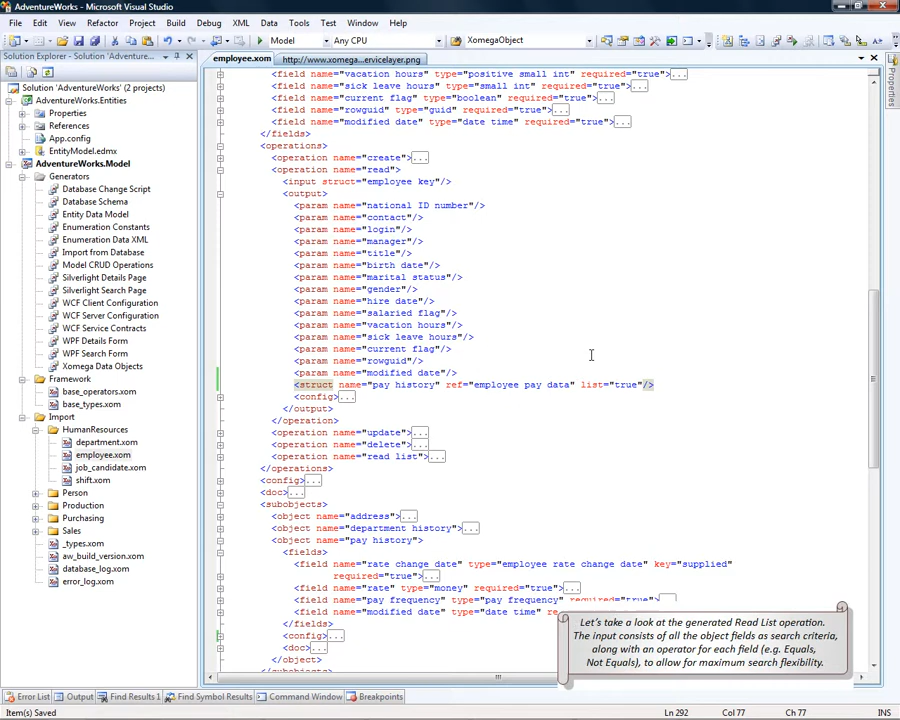 AdventureWorks - Microsoft Visual Studio
File Edit View Refactor Project Build Debug XML Data Tools Test Window Help
Model Any CPU XomegaObject
Solution Explorer - Solution 'Adventure...
employee.xom http://www.xomega...ervicelayer.png
Properties
Solution 'AdventureWorks' (2 projects)
AdventureWorks.Entities
Properties
References
App.config
EntityModel.edmx
AdventureWorks.Model
Generators
Database Change Script
Database Schema
Entity Data Model
Enumeration Constants
Enumeration Data XML
Import from Database
Model CRUD Operations
Silverlight Details Page
Silverlight Search Page
WCF Client Configuration
WCF Server Configuration
WCF Service Contracts
WPF Details Form
WPF Search Form
Xomega Data Objects
Framework
base_operators.xom
base_types.xom
Import
HumanResources
department.xom
employee.xom
job_candidate.xom
shift.xom
Person
Production
Purchasing
Sales
_types.xom
aw_build_version.xom
database_log.xom
error_log.xom
<field name="vacation hours" type="positive small int" required="true">...
<field name="sick leave hours" type="small int" required="true">...
<field name="current flag" type="boolean" required="true">...
<field name="rowguid" type="guid" required="true">...
<field name="modified date" type="date time" required="true">...
</fields>
<operations>
<operation name="create">...
<operation name="read">
<input struct="employee key"/>
<output>
<param name="national ID number"/>
<param name="contact"/>
<param name="login"/>
<param name="manager"/>
<param name="title"/>
<param name="birth date"/>
<param name="marital status"/>
<param name="gender"/>
<param name="hire date"/>
<param name="salaried flag"/>
<param name="vacation hours"/>
<param name="sick leave hours"/>
<param name="current flag"/>
<param name="rowguid"/>
<param name="modified date"/>
<struct name="pay history" ref="employee pay data" list="true"/>
<config>...
</output>
</operation>
<operation name="update">...
<operation name="delete">...
<operation name="read list">...
</operations>
<config>...
<doc>...
<subobjects>
<object name="address">...
<object name="department history">...
<object name="pay history">
<fields>
<field name="rate change date" type="employee rate change date" key="supplied"
required="true">...
<field name="rate" type="money" required="true">...
<field name="pay frequency" type="pay frequency" required="true">...
<field name="modified date" type="date time" re
</fields>
<config>...
<doc>...
</object>
Let's take a look at the generated Read List operation.
The input consists of all the object fields as search criteria,
along with an operator for each field (e.g. Equals,
Not Equals), to allow for maximum search flexibility.
Error List Output Find Results 1 Find Symbol Results Command Window Breakpoints
Item(s) Saved Ln 292 Col 77 Ch 77 INS